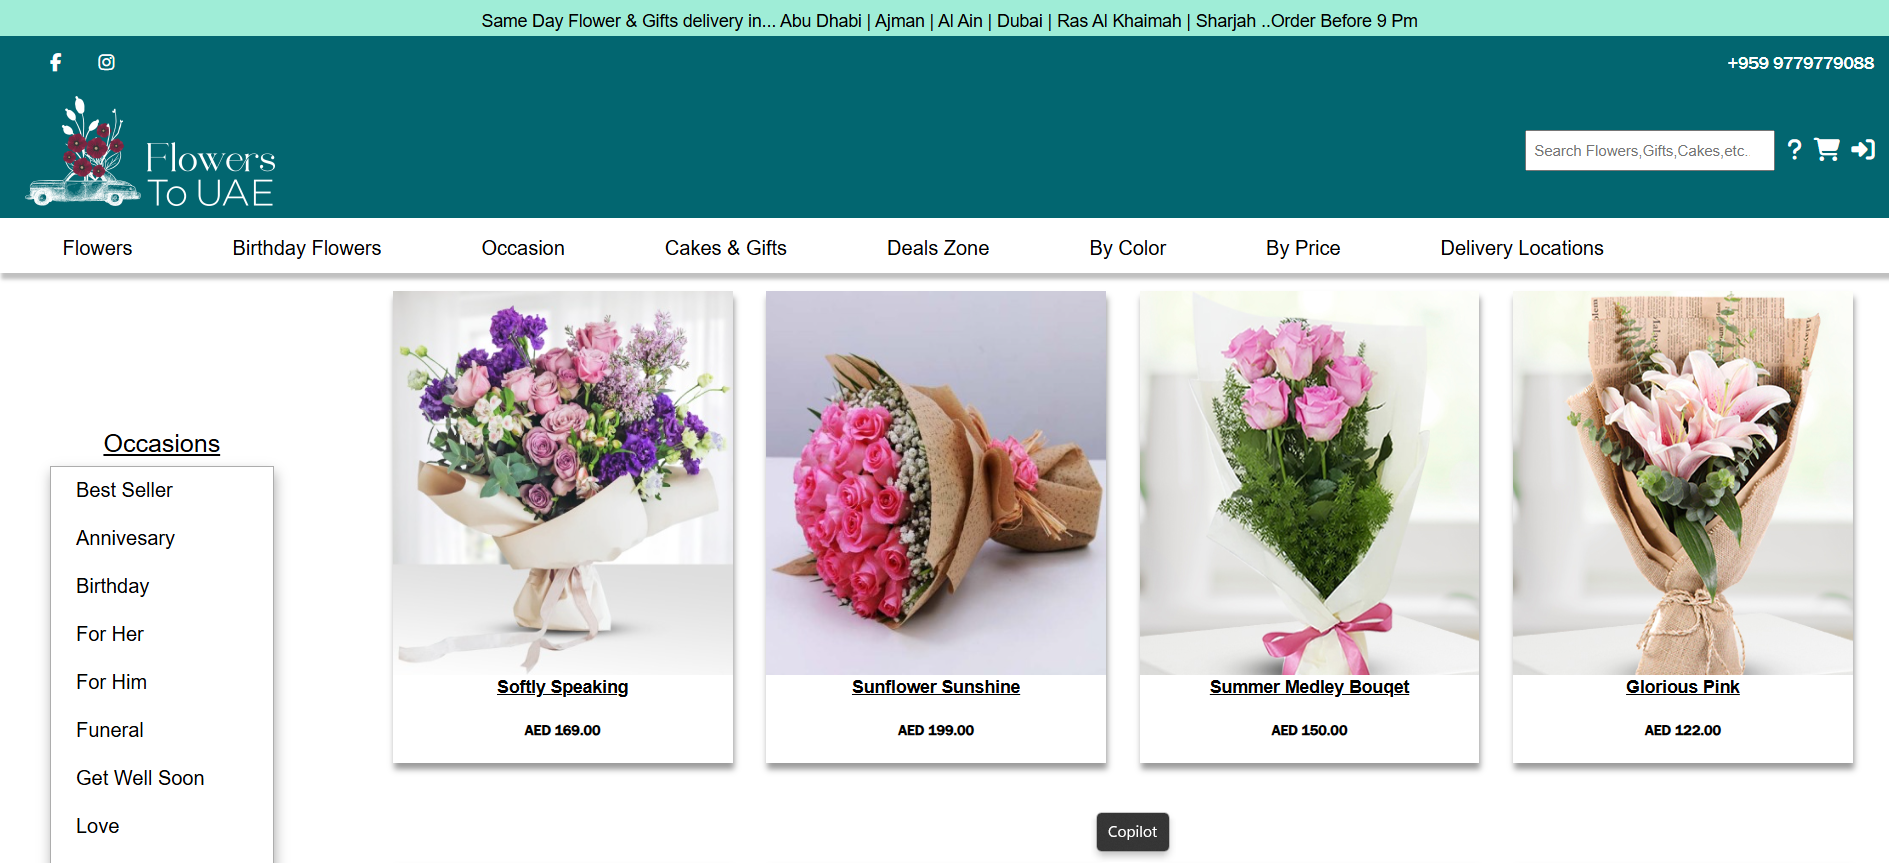 Same Day Flower & Gifts delivery in... Abu Dhabi | Ajman | Al Ain | Dubai | Ras Al Khaimah | Sharjah ..Order Before 9 Pm
+959 9779779088
Flowers
To UAE
Search Flowers,Gifts,Cakes,etc.
Flowers Birthday Flowers Occasion Cakes & Gifts Deals Zone By Color By Price Delivery Locations
Occasions
Best Seller
Annivesary
Birthday
For Her
For Him
Funeral
Get Well Soon
Love
Softly Speaking
AED 169.00
Sunflower Sunshine
AED 199.00
Summer Medley Bouqet
AED 150.00
Glorious Pink
AED 122.00
Copilot